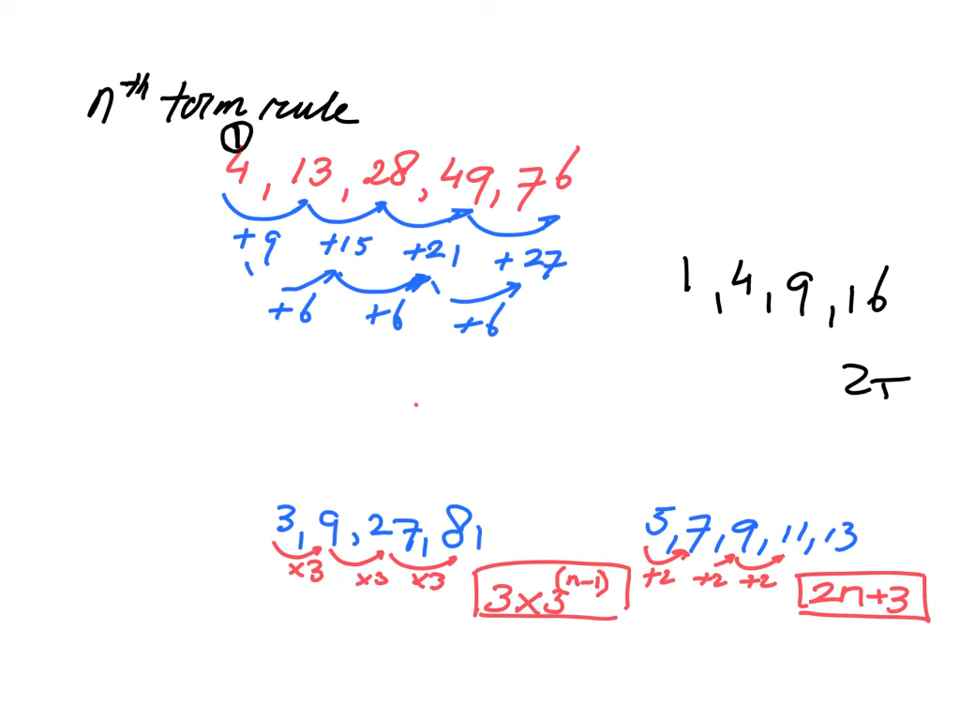 nth term rule
①
4, 13, 28, 49, 76
+9 +15 +21 +27
+6 +6 +6
1, 4, 9, 16
3, 9, 27, 81,
×3 ×3 ×3
3×3^(n-1)
5, 7, 9, 11, 13
+2 +2 +2
2n+3